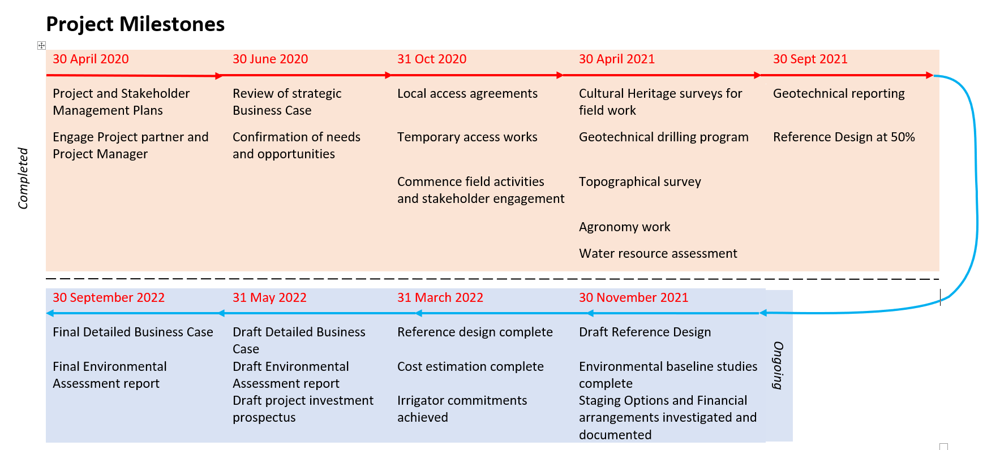 Project Milestones
30 April 2020
30 June 2020
31 Oct 2020
30 April 2021
30 Sept 2021
Completed
Project and Stakeholder
Management Plans
Engage Project partner and
Project Manager
Review of strategic
Business Case
Confirmation of needs
and opportunities
Local access agreements
Temporary access works
Commence field activities
and stakeholder engagement
Cultural Heritage surveys for
field work
Geotechnical drilling program
Topographical survey
Agronomy work
Water resource assessment
Geotechnical reporting
Reference Design at 50%
30 September 2022
31 May 2022
31 March 2022
30 November 2021
Final Detailed Business Case
Final Environmental
Assessment report
Draft Detailed Business
Case
Draft Environmental
Assessment report
Draft project investment
prospectus
Reference design complete
Cost estimation complete
Irrigator commitments
achieved
Draft Reference Design
Environmental baseline studies
complete
Staging Options and Financial
arrangements investigated and
documented
Ongoing